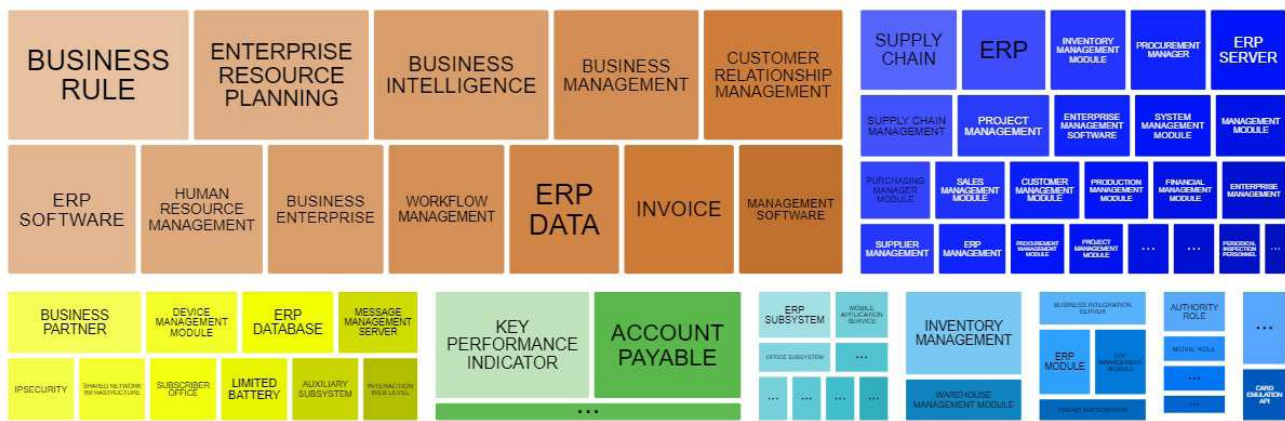 BUSINESS
RULE
ENTERPRISE
RESOURCE
PLANNING
BUSINESS
INTELLIGENCE
BUSINESS
MANAGEMENT
CUSTOMER
RELATIONSHIP
MANAGEMENT
ERP
SOFTWARE
HUMAN
RESOURCE
MANAGEMENT
BUSINESS
ENTERPRISE
WORKFLOW
MANAGEMENT
ERP
DATA
INVOICE
MANAGEMENT
SOFTWARE
SUPPLY
CHAIN
ERP
INVENTORY
MANAGEMENT
MODULE
PROCUREMENT
MANAGER
ERP
SERVER
SUPPLY CHAIN
MANAGEMENT
PROJECT
MANAGEMENT
ENTERPRISE
MANAGEMENT
SOFTWARE
SYSTEM
MANAGEMENT
MODULE
MANAGEMENT
MODULE
PURCHASING
MANAGER
MODULE
SALES
MANAGEMENT
MODULE
CUSTOMER
MANAGEMENT
MODULE
PRODUCTION
MANAGEMENT
MODULE
FINANCIAL
MANAGEMENT
MODULE
ENTERPRISE
MANAGEMENT
SUPPLIER
MANAGEMENT
ERP
MANAGEMENT
PROCUREMENT
MANAGEMENT
MODULE
PROJECT
MANAGEMENT
MODULE
...
...
PERIODICAL
INSPECTION
PERSONNEL
...
BUSINESS
PARTNER
DEVICE
MANAGEMENT
MODULE
ERP
DATABASE
MESSAGE
MANAGEMENT
SERVER
IPSECURITY
SHARED NETWORK
INFRASTRUCTURE
SUBSCRIBER
OFFICE
LIMITED
BATTERY
AUXILIARY
SUBSYSTEM
INTERACTION
WEB LEVEL
KEY
PERFORMANCE
INDICATOR
ACCOUNT
PAYABLE
...
ERP
SUBSYSTEM
MOBILE
APPLICATION
SERVICE
OFFICE SUBSYSTEM
...
...
...
...
...
INVENTORY
MANAGEMENT
WAREHOUSE
MANAGEMENT MODULE
BUSINESS INTEGRATION
SERVER
ERP
MODULE
MANAGEMENT
MODULE
AUTHORITY
ROLE
ROLE
...
...
...
CARD
EMULATION
API